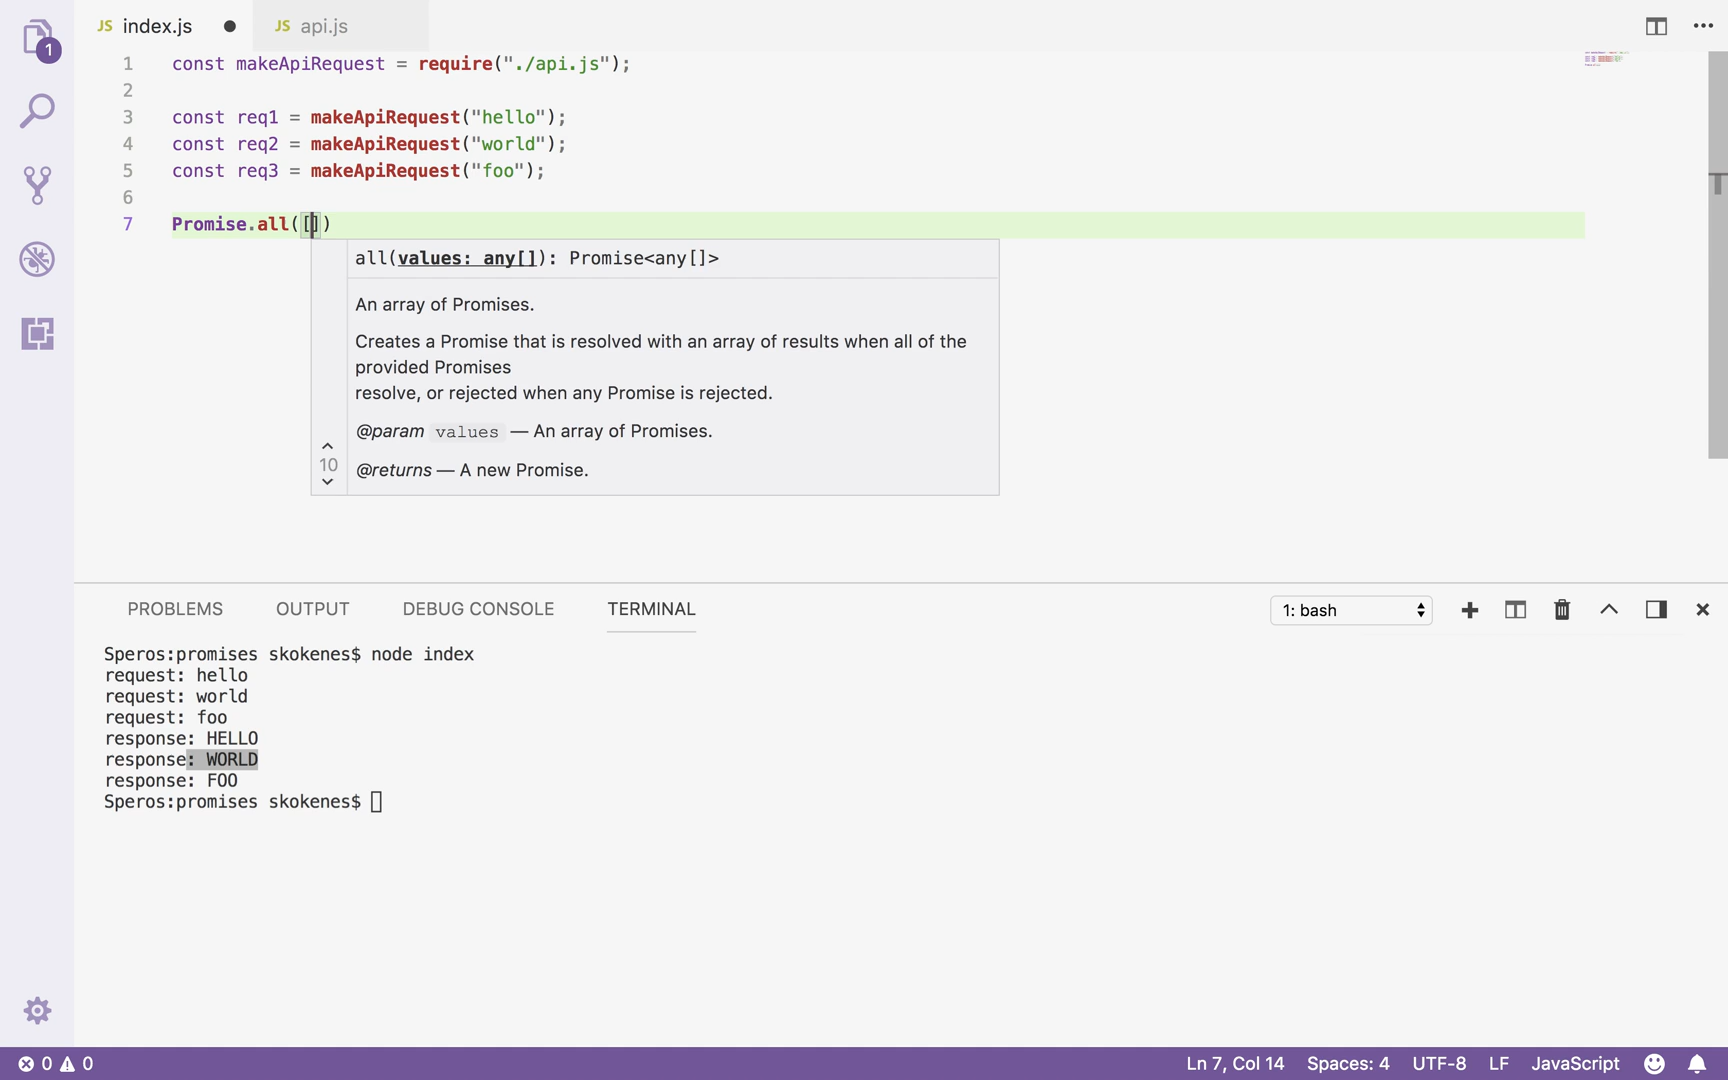 1
JS index.js ●
JS api.js
1 const makeApiRequest = require("./api.js");
2
3 const req1 = makeApiRequest("hello");
4 const req2 = makeApiRequest("world");
5 const req3 = makeApiRequest("foo");
6
7 Promise.all([])
all(values: any[]): Promise<any[]>
An array of Promises.
Creates a Promise that is resolved with an array of results when all of the
provided Promises
resolve, or rejected when any Promise is rejected.
@param values — An array of Promises.
10
@returns — A new Promise.
PROBLEMS OUTPUT DEBUG CONSOLE TERMINAL 1: bash
Speros:promises skokenes$ node index
request: hello
request: world
request: foo
response: HELLO
response: WORLD
response: FOO
Speros:promises skokenes$
0 0 Ln 7, Col 14 Spaces: 4 UTF-8 LF JavaScript